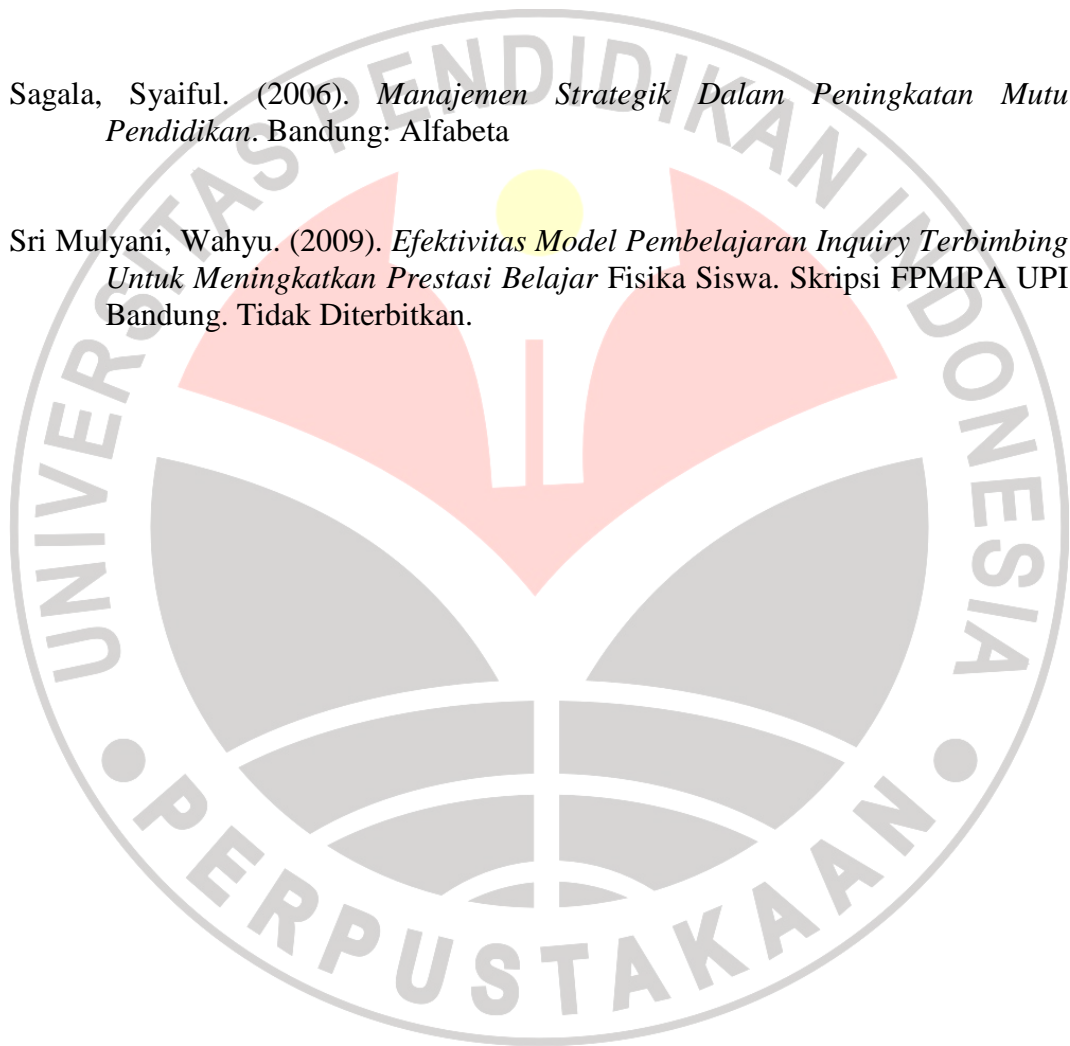 Sagala, Syaiful. (2006). Manajemen Strategik Dalam Peningkatan Mutu
Pendidikan. Bandung: Alfabeta
Sri Mulyani, Wahyu. (2009). Efektivitas Model Pembelajaran Inquiry Terbimbing
Untuk Meningkatkan Prestasi Belajar Fisika Siswa. Skripsi FPMIPA UPI
Bandung. Tidak Diterbitkan.
UNIVERSITAS PENDIDIKAN INDONESIA
PERPUSTAKAAN